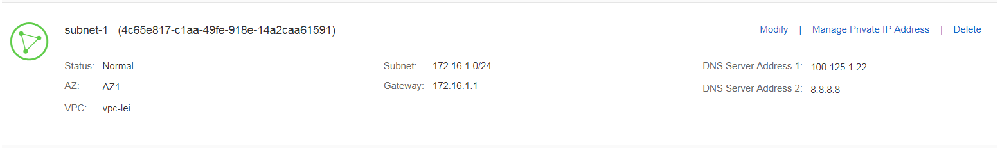 subnet-1 (4c65e817-c1aa-49fe-918e-14a2caa61591)
Modify | Manage Private IP Address | Delete
Status: Normal
Subnet: 172.16.1.0/24
DNS Server Address 1: 100.125.1.22
AZ: AZ1
Gateway: 172.16.1.1
DNS Server Address 2: 8.8.8.8
VPC: vpc-lei